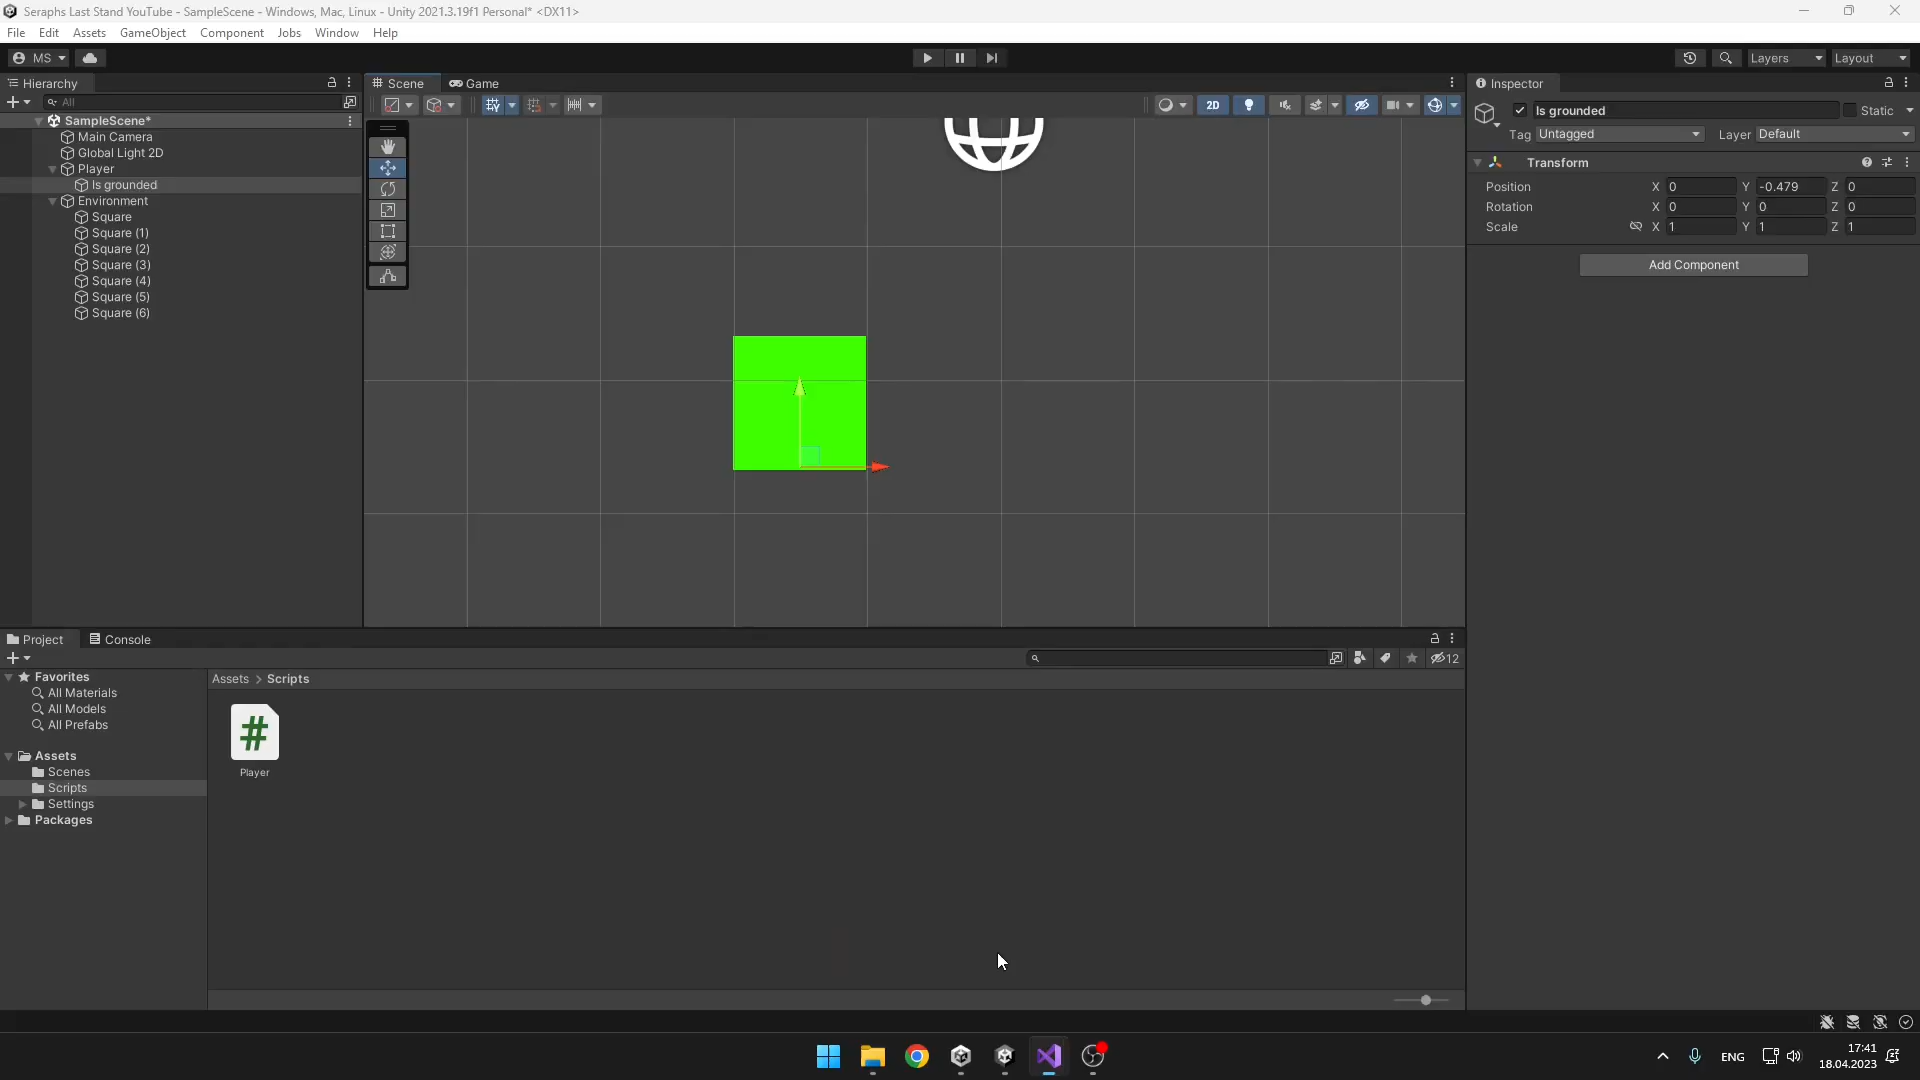 Seraphs Last Stand YouTube - SampleScene - Windows, Mac, Linux - Unity 2021.3.19f1 Personal* <DX11>
File Edit Assets GameObject Component Jobs Window Help
MS Layers Layout
Hierarchy
All
SampleScene*
Main Camera
Global Light 2D
Player
Is grounded
Environment
Square
Square (1)
Square (2)
Square (3)
Square (4)
Square (5)
Square (6)
Scene Game
2D
Inspector
Is grounded Static
Tag Untagged Layer Default
Transform
Position X 0 Y -0.479 Z 0
Rotation X 0 Y 0 Z 0
Scale X 1 Y 1 Z 1
Add Component
Project Console
12
Favorites
All Materials
All Models
All Prefabs
Assets
Scenes
Scripts
Settings
Packages
Assets > Scripts
#
Player
ENG
17:41
18.04.2023